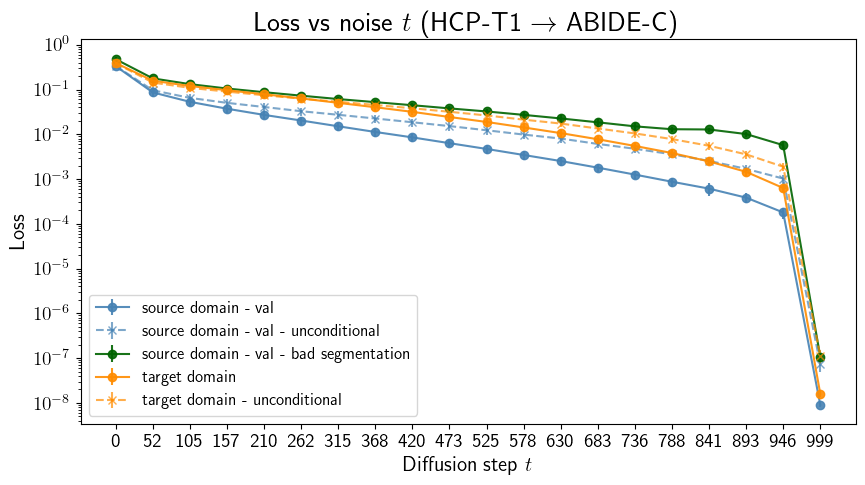 Loss vs noise t (HCP-T1 → ABIDE-C)
Loss
10⁰
10⁻¹
10⁻²
10⁻³
10⁻⁴
10⁻⁵
10⁻⁶
10⁻⁷
10⁻⁸
source domain - val
source domain - val - unconditional
source domain - val - bad segmentation
target domain
target domain - unconditional
0 52 105 157 210 262 315 368 420 473 525 578 630 683 736 788 841 893 946 999
Diffusion step t